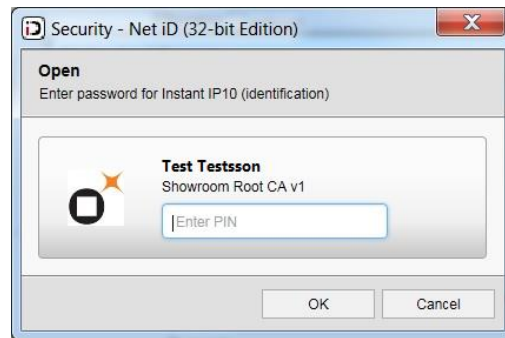 Security - Net iD (32-bit Edition)
Open
Enter password for Instant IP10 (identification)
Test Testsson
Showroom Root CA v1
Enter PIN
OK
Cancel